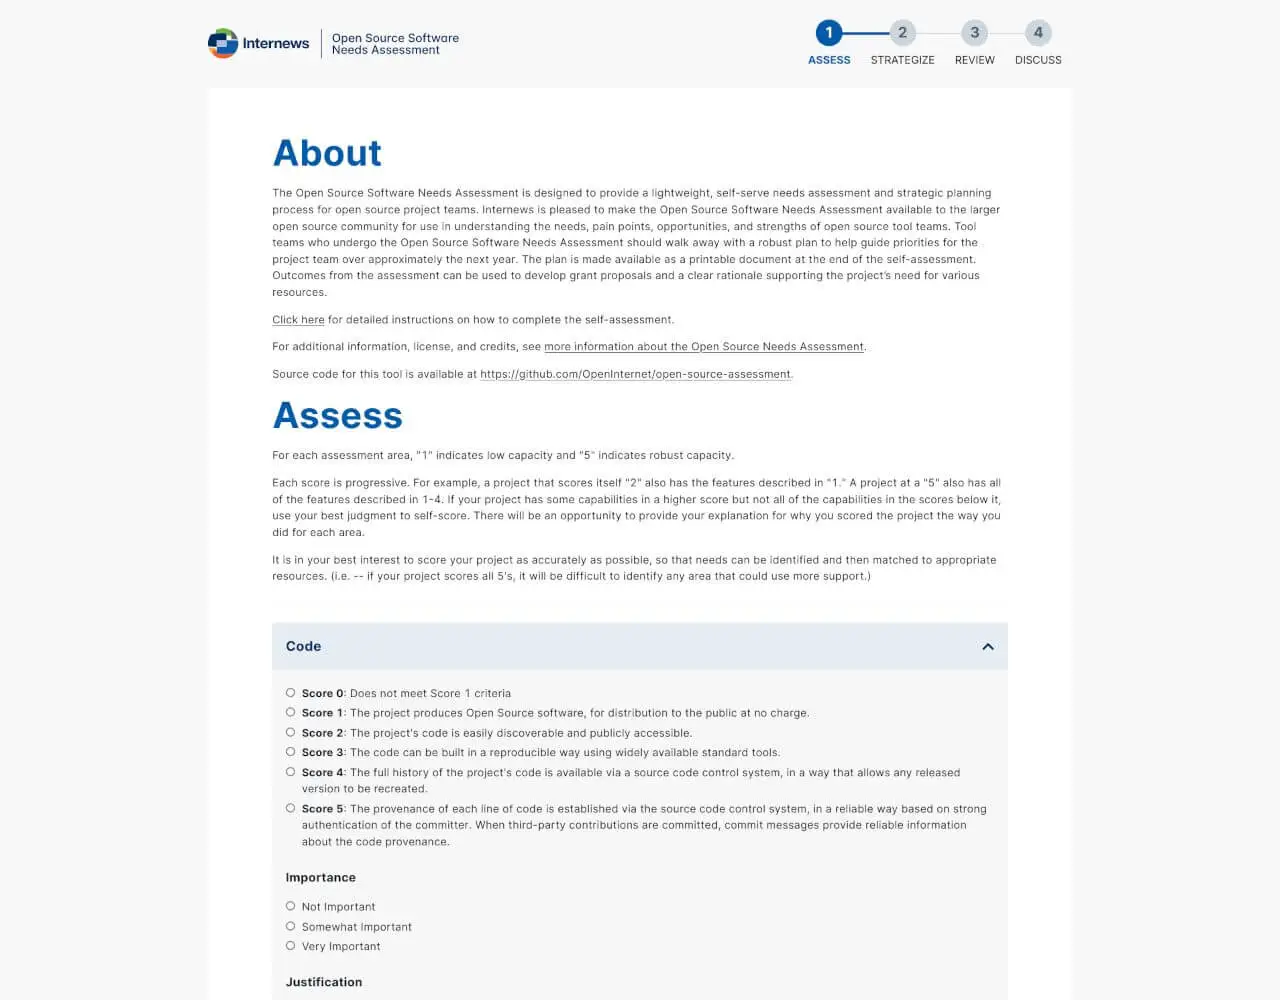 Internews
Open Source Software
Needs Assessment
1
2
3
4
ASSESS
STRATEGIZE
REVIEW
DISCUSS
About
The Open Source Software Needs Assessment is designed to provide a lightweight, self-serve needs assessment and strategic planning
process for open source project teams. Internews is pleased to make the Open Source Software Needs Assessment available to the larger
open source community for use in understanding the needs, pain points, opportunities, and strengths of open source tool teams. Tool
teams who undergo the Open Source Software Needs Assessment should walk away with a robust plan to help guide priorities for the
project team over approximately the next year. The plan is made available as a printable document at the end of the self-assessment.
Outcomes from the assessment can be used to develop grant proposals and a clear rationale supporting the project's need for various
resources.
Click here for detailed instructions on how to complete the self-assessment.
For additional information, license, and credits, see more information about the Open Source Needs Assessment.
Source code for this tool is available at https://github.com/OpenInternet/open-source-assessment.
Assess
For each assessment area, "1" indicates low capacity and "5" indicates robust capacity.
Each score is progressive. For example, a project that scores itself "2" also has the features described in "1." A project at a "5" also has all
of the features described in 1-4. If your project has some capabilities in a higher score but not all of the capabilities in the scores below it,
use your best judgment to self-score. There will be an opportunity to provide your explanation for why you scored the project the way you
did for each area.
It is in your best interest to score your project as accurately as possible, so that needs can be identified and then matched to appropriate
resources. (i.e. -- if your project scores all 5's, it will be difficult to identify any area that could use more support.)
Code
Score 0: Does not meet Score 1 criteria
Score 1: The project produces Open Source software, for distribution to the public at no charge.
Score 2: The project's code is easily discoverable and publicly accessible.
Score 3: The code can be built in a reproducible way using widely available standard tools.
Score 4: The full history of the project's code is available via a source code control system, in a way that allows any released
version to be recreated.
Score 5: The provenance of each line of code is established via the source code control system, in a reliable way based on strong
authentication of the committer. When third-party contributions are committed, commit messages provide reliable information
about the code provenance.
Importance
Not Important
Somewhat Important
Very Important
Justification